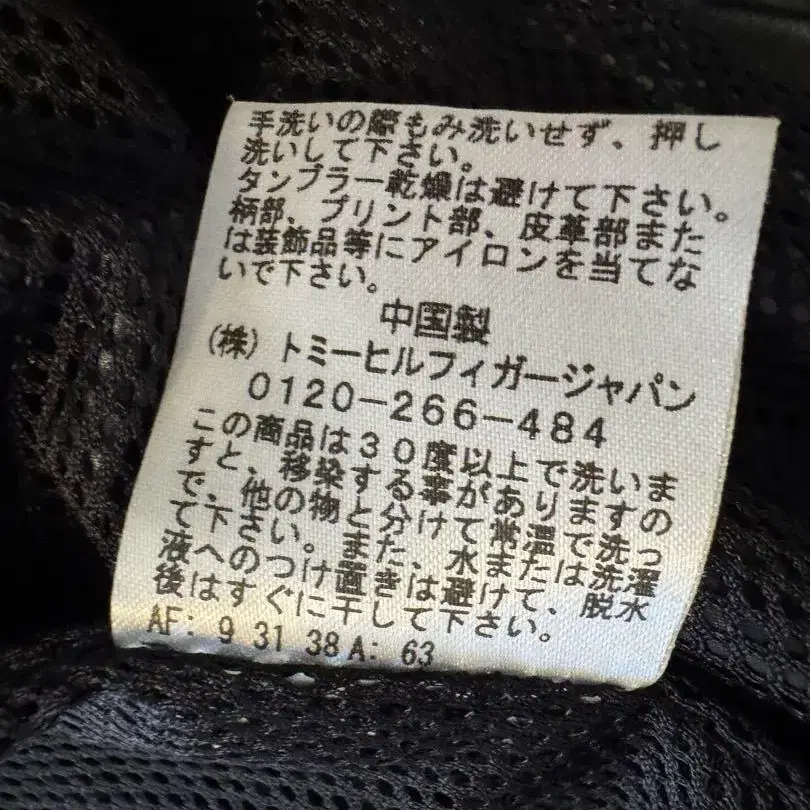 手洗いの際もみ洗いせず、押し
洗いして下さい。
タンブラー乾燥は避けて下さい。
柄部、プリント部、皮革部また
は装飾品等にアイロンを当てな
いで下さい。
中国製
(株)トミーヒルフィガージャパン
0120-266-484
この商品は30度以上で洗いま
すと、移染する事がありますの
で、他の物と分けて常温で洗っ
て下さい。また、水または洗濯
液へのつけ置きは避けて、脱水
後はすぐに干して下さい。
AF: 9 31 38 A: 63